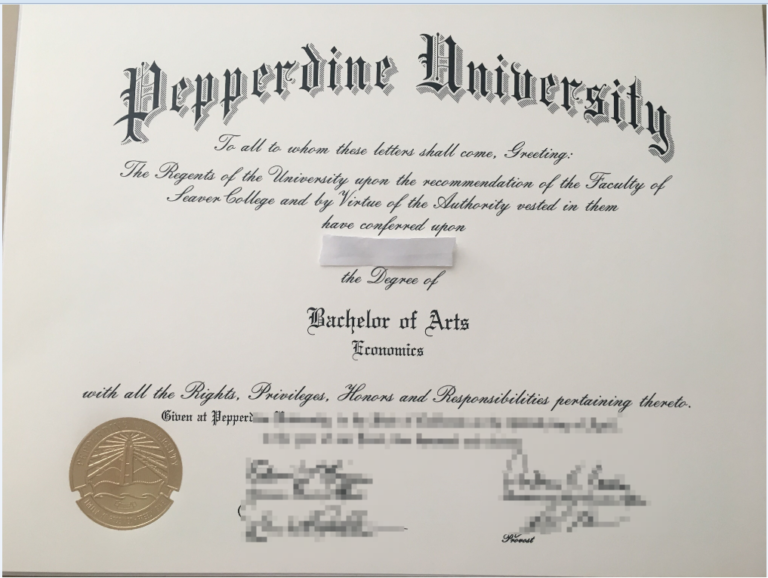 Pepperdine University
To all to whom these letters shall come, Greeting:
The Regents of the University upon the recommendation of the Faculty of
Seaver College and by Virtue of the Authority vested in them
have conferred upon
the Degree of
Bachelor of Arts
Economics
with all the Rights, Privileges, Honors and Responsibilities pertaining thereto.
Given at
Provost